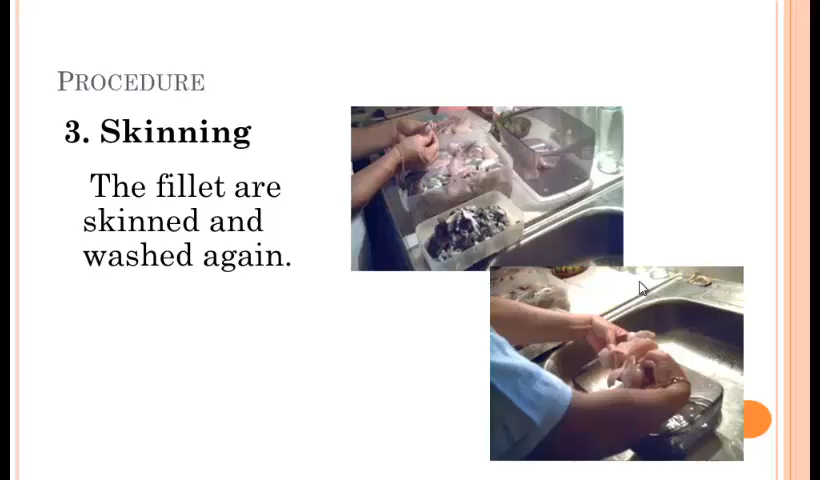 PROCEDURE
3. Skinning
The fillet are
skinned and
washed again.